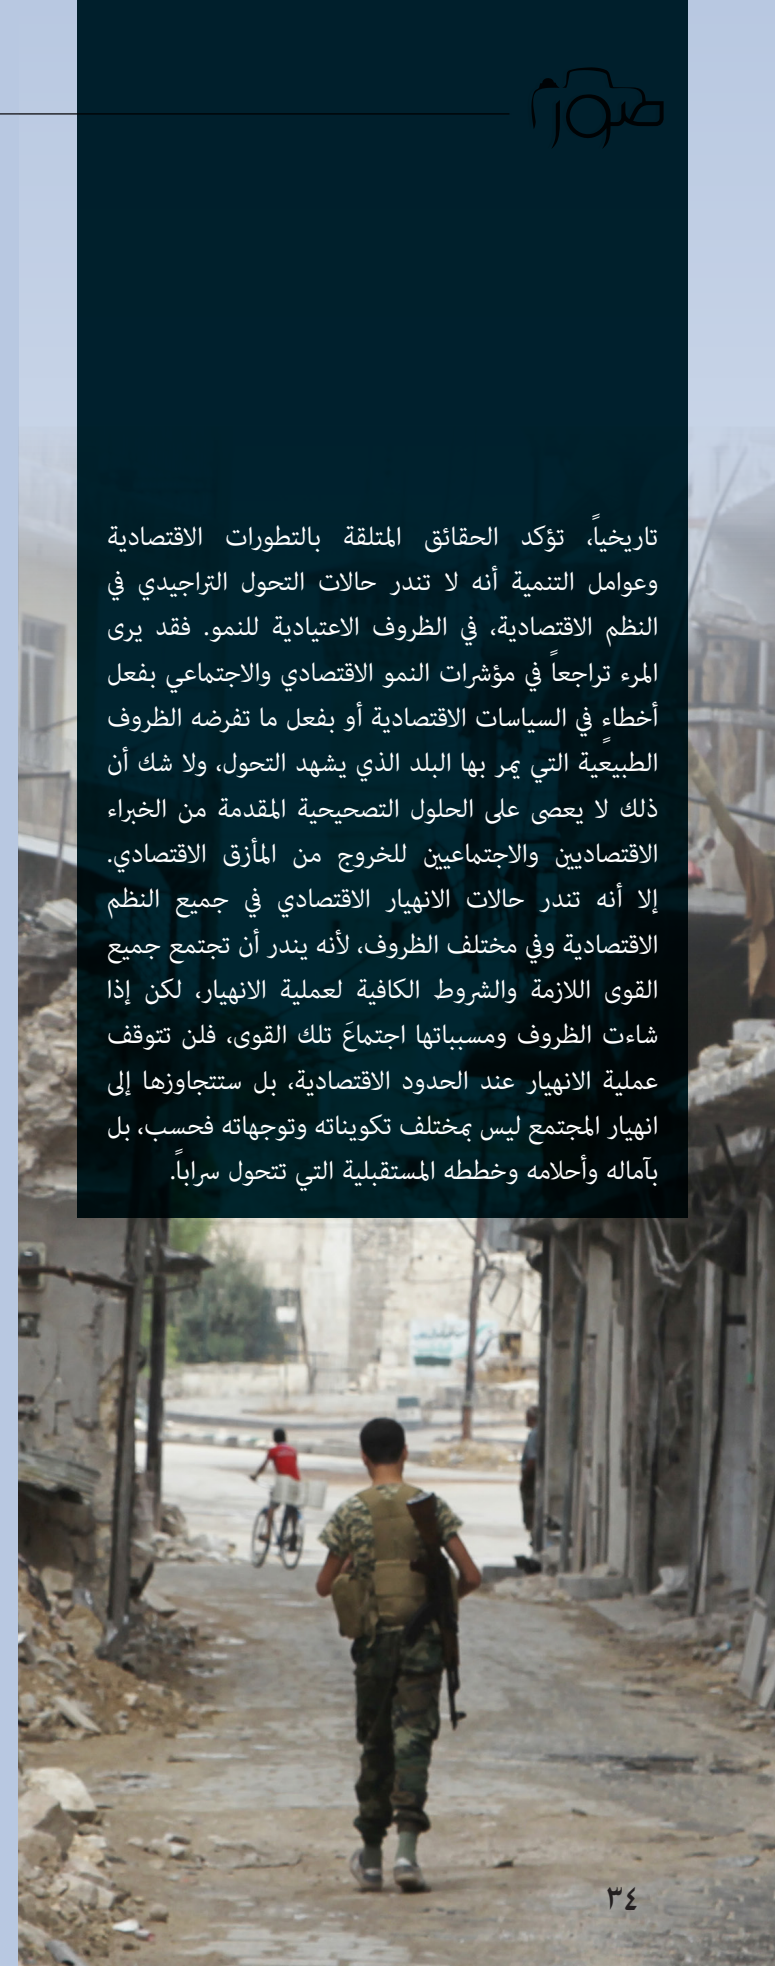 صور
تاريخياً، تؤكد الحقائق المتلقة بالتطورات الاقتصادية
وعوامل التنمية أنه لا تندر حالات التحول التراجيدي في
النظم الاقتصادية، في الظروف الاعتيادية للنمو. فقد يرى
المرء تراجعاً في مؤشرات النمو الاقتصادي والاجتماعي بفعل
أخطاءٍ في السياسات الاقتصادية أو بفعل ما تفرضه الظروف
الطبيعية التي يمر بها البلد الذي يشهد التحول، ولا شك أن
ذلك لا يعصى على الحلول التصحيحية المقدمة من الخبراء
الاقتصاديين والاجتماعيين للخروج من المأزق الاقتصادي.
إلا أنه تندر حالات الانهيار الاقتصادي في جميع النظم
الاقتصادية وفي مختلف الظروف، لأنه يندر أن تجتمع جميع
القوى اللازمة والشروط الكافية لعملية الانهيار، لكن إذا
شاءت الظروف ومسبباتها اجتماعَ تلك القوى، فلن تتوقف
عملية الانهيار عند الحدود الاقتصادية، بل ستتجاوزها إلى
انهيار المجتمع ليس بمختلف تكويناته وتوجهاته فحسب، بل
بآماله وأحلامه وخططه المستقبلية التي تتحول سراباً.
٣٤